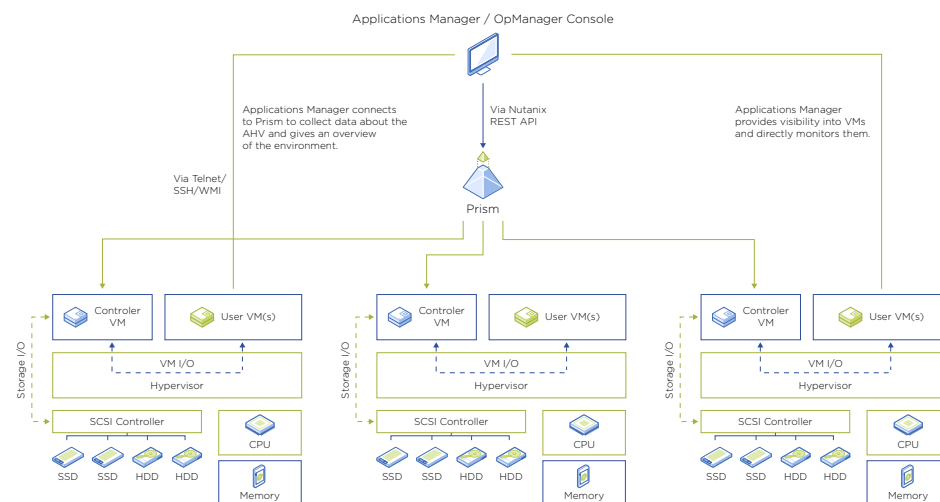 Applications Manager / OpManager Console
Applications Manager connects
to Prism to collect data about the
AHV and gives an overview
of the environment.
Via Nutanix
REST API
Applications Manager
provides visibility into VMs
and directly monitors them.
Via Telnet/
SSH/WMI
Prism
Storage I/O
Controler
VM
User VM(s)
VM I/O
Hypervisor
SCSI Controller
SSD
SSD
HDD
HDD
CPU
Memory
Storage I/O
Controler
VM
User VM(s)
VM I/O
Hypervisor
SCSI Controller
SSD
SSD
HDD
HDD
CPU
Memory
Storage I/O
Controler
VM
User VM(s)
VM I/O
Hypervisor
SCSI Controller
SSD
SSD
HDD
HDD
CPU
Memory